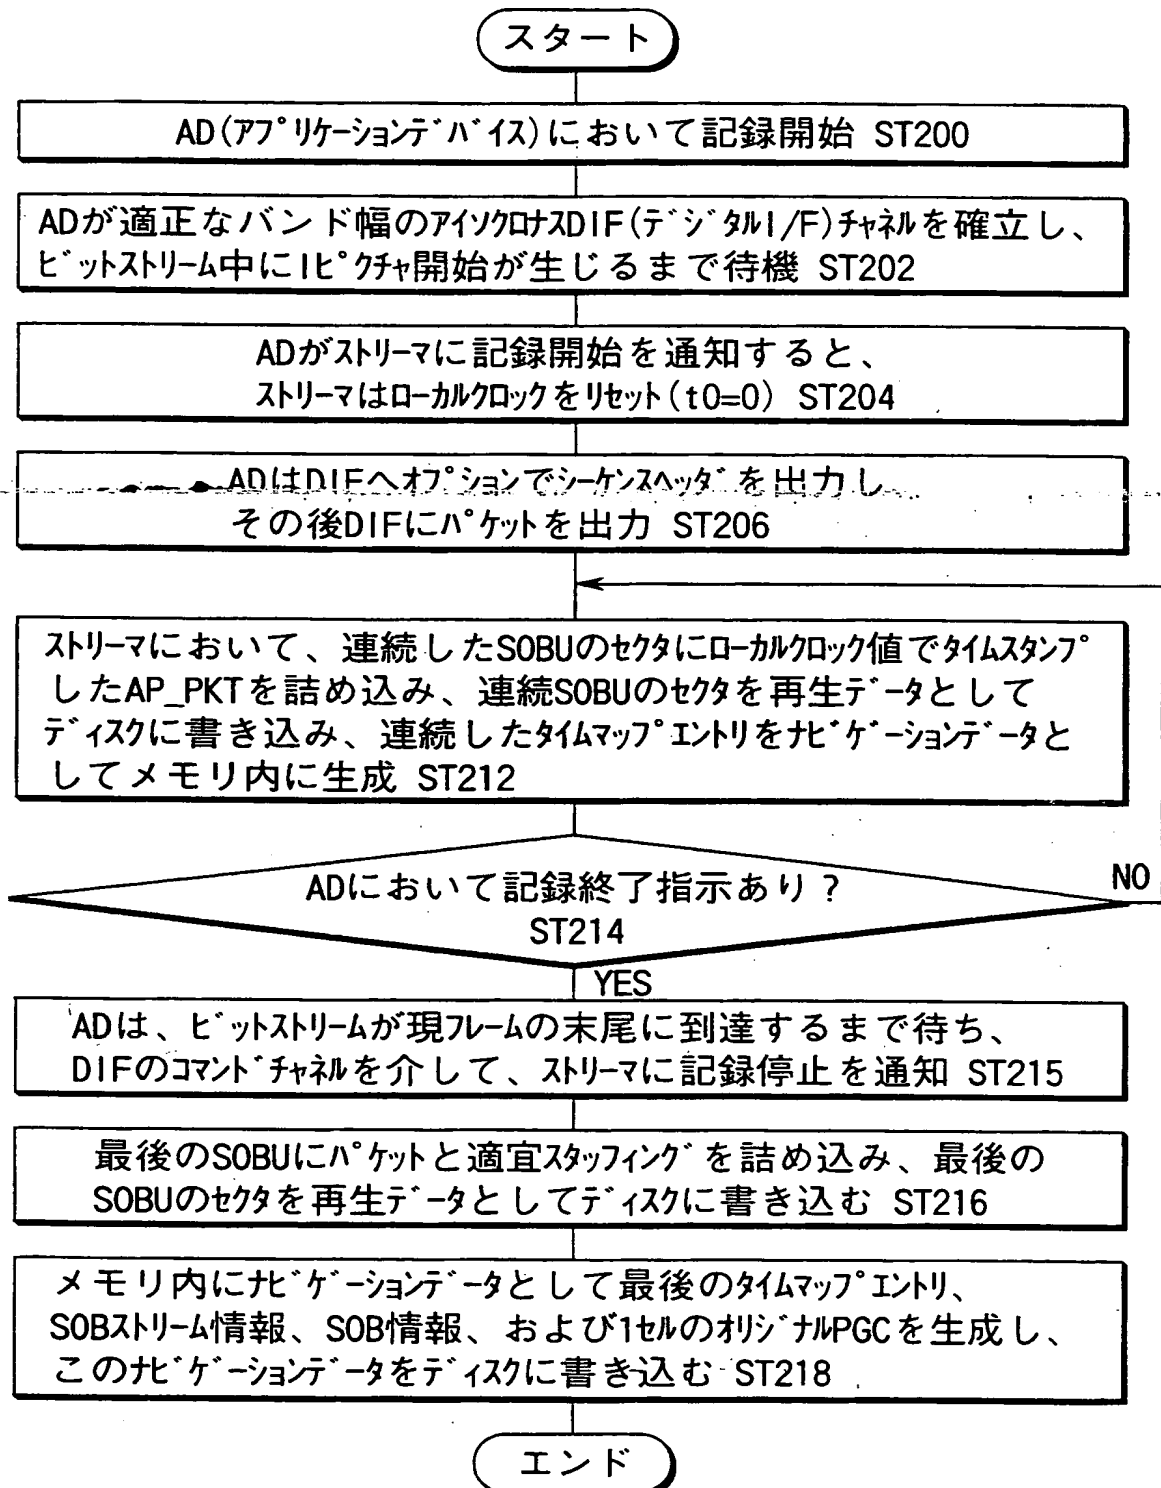 スタート
AD(アプリケーションデバイス)において記録開始 ST200
ADが適正なバンド幅のアイソクロナスDIF(デジタルI/F)チャネルを確立し、
ビットストリーム中にIピクチャ開始が生じるまで待機 ST202
ADがストリーマに記録開始を通知すると、
ストリーマはローカルクロックをリセット(t0=0) ST204
ADはDIFへオプションでシーケンスヘッダを出力し
その後DIFにパケットを出力 ST206
ストリーマにおいて、連続したSOBUのセクタにローカルクロック値でタイムスタンプ
したAP_PKTを詰め込み、連続SOBUのセクタを再生データとして
ディスクに書き込み、連続したタイムマップエントリをナビゲーションデータと
してメモリ内に生成 ST212
ADにおいて記録終了指示あり?
NO
ST214
YES
ADは、ビットストリームが現フレームの末尾に到達するまで待ち、
DIFのコマンドチャネルを介して、ストリーマに記録停止を通知 ST215
最後のSOBUにパケットと適宜スタッフィングを詰め込み、最後の
SOBUのセクタを再生データとしてディスクに書き込む ST216
メモリ内にナビゲーションデータとして最後のタイムマップエントリ、
SOBストリーム情報、SOB情報、および1セルのオリジナルPGCを生成し、
このナビゲーションデータをディスクに書き込む ST218
エンド